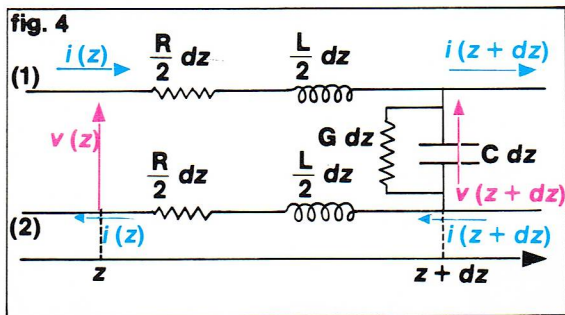 fig. 4
i(z) R/2 dz L/2 dz i(z + dz)
(1)
v(z) G dz C dz
R/2 dz L/2 dz v(z + dz)
(2) i(z) i(z + dz)
z z + dz